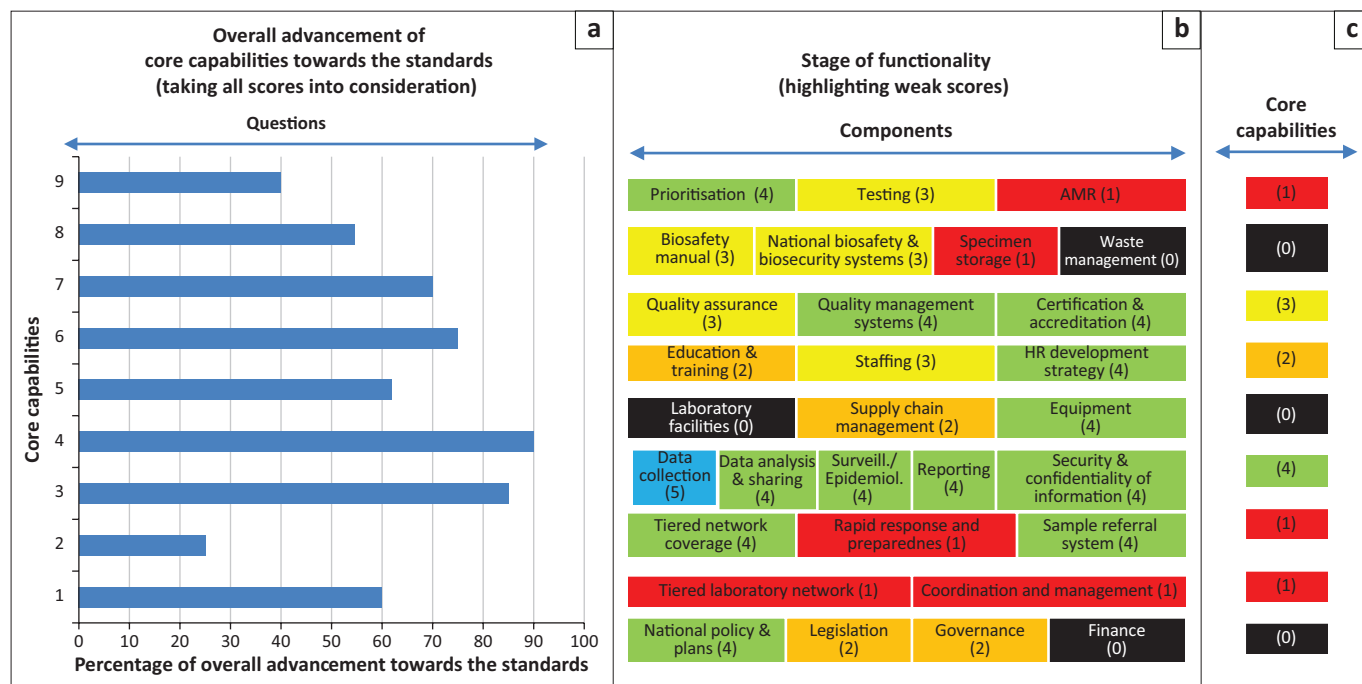 a
Overall advancement of
core capabilities towards the standards
(taking all scores into consideration)
Questions
Core capabilities
9
8
7
6
5
4
3
2
1
0 10 20 30 40 50 60 70 80 90 100
Percentage of overall advancement towards the standards
b
Stage of functionality
(highlighting weak scores)
Components
Prioritisation (4)
Testing (3)
AMR (1)
Biosafety
manual (3)
National biosafety &
biosecurity systems (3)
Specimen
storage (1)
Waste
management (0)
Quality assurance
(3)
Quality management
systems (4)
Certification &
accreditation (4)
Education &
training (2)
Staffing (3)
HR development
strategy (4)
Laboratory
facilities (0)
Supply chain
management (2)
Equipment
(4)
Data
collection
(5)
Data analysis
& sharing
(4)
Surveill./
Epidemiol.
(4)
Reporting
(4)
Security &
confidentiality of
information (4)
Tiered network
coverage (4)
Rapid response and
preparednes (1)
Sample referral
system (4)
Tiered laboratory network (1)
Coordination and management (1)
National policy &
plans (4)
Legislation
(2)
Governance
(2)
Finance
(0)
c
Core
capabilities
(1)
(0)
(3)
(2)
(0)
(4)
(1)
(1)
(0)